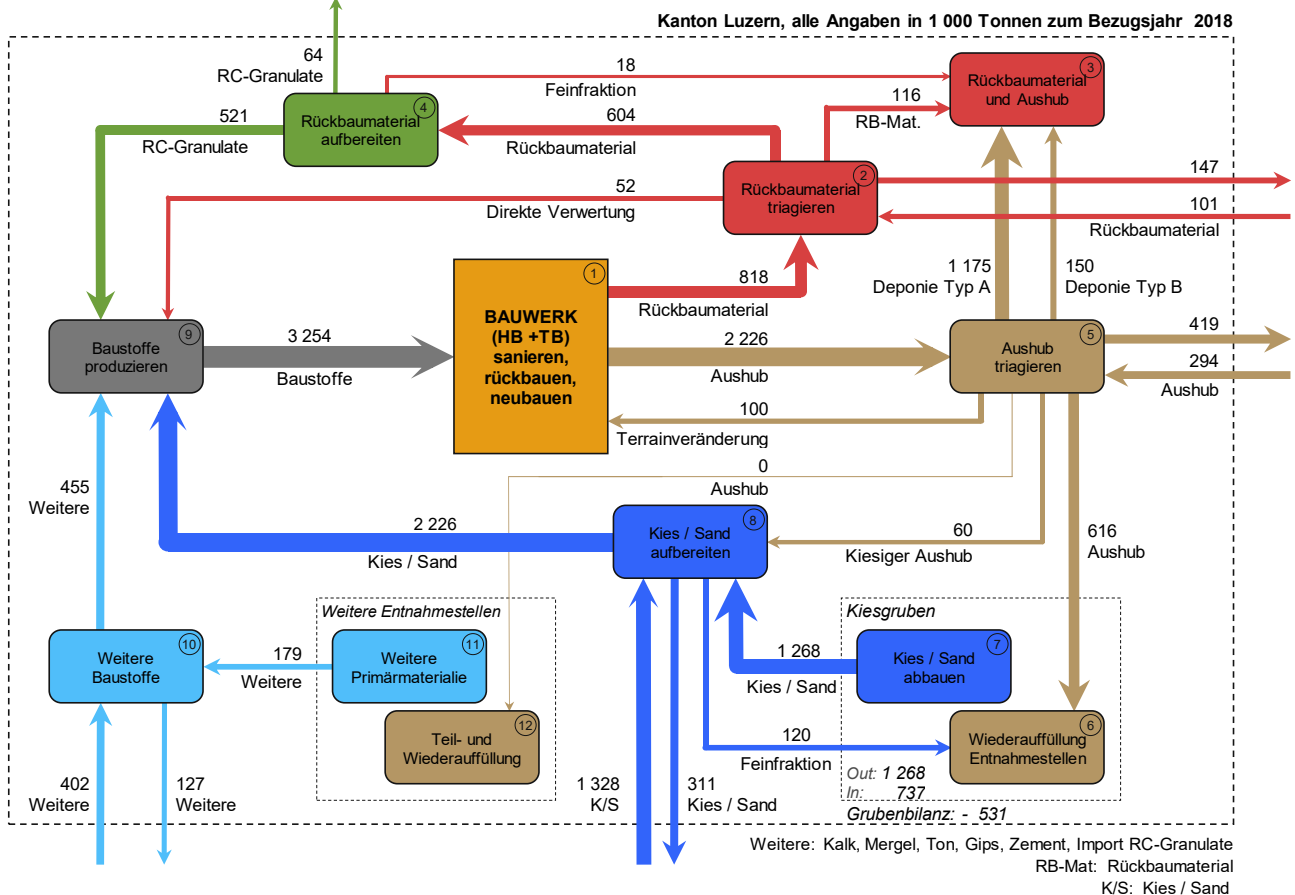 Kanton Luzern, alle Angaben in 1 000 Tonnen zum Bezugsjahr 2018
64
RC-Granulate
18
Feinfraktion
3
Rückbaumaterial
und Aushub
4
Rückbaumaterial
aufbereiten
521
RC-Granulate
604
Rückbaumaterial
116
RB-Mat.
2
Rückbaumaterial
triagieren
147
101
Rückbaumaterial
52
Direkte Verwertung
1 175
Deponie Typ A
150
Deponie Typ B
1
BAUWERK
(HB +TB)
sanieren,
rückbauen,
neubauen
818
Rückbaumaterial
9
Baustoffe
produzieren
3 254
Baustoffe
2 226
Aushub
5
Aushub
triagieren
419
294
Aushub
100
Terrainveränderung
0
Aushub
455
Weitere
2 226
Kies / Sand
8
Kies / Sand
aufbereiten
60
Kiesiger Aushub
616
Aushub
Weitere Entnahmestellen
Kiesgruben
10
Weitere
Baustoffe
179
Weitere
11
Weitere
Primärmaterialie
1 268
Kies / Sand
7
Kies / Sand
abbauen
12
Teil- und
Wiederauffüllung
6
Wiederauffüllung
Entnahmestellen
120
Feinfraktion
402
Weitere
127
Weitere
1 328
K/S
311
Kies / Sand
Out: 1 268
In: 737
Grubenbilanz: - 531
Weitere: Kalk, Mergel, Ton, Gips, Zement, Import RC-Granulate
RB-Mat: Rückbaumaterial
K/S: Kies / Sand